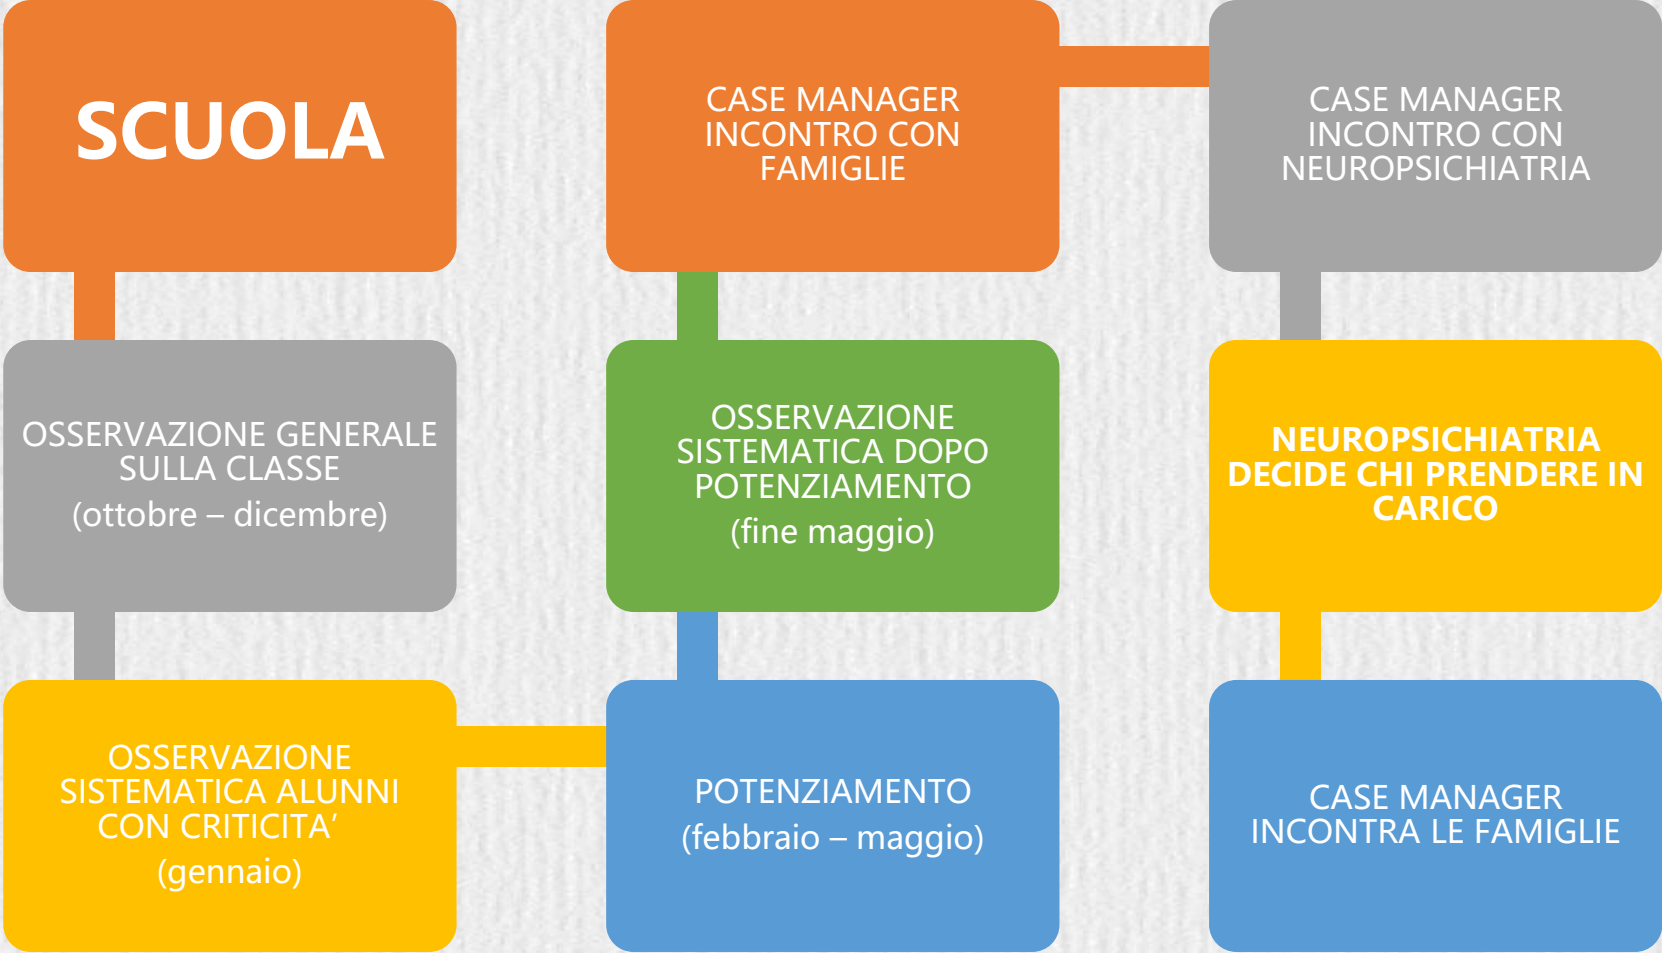 SCUOLA
OSSERVAZIONE GENERALE
SULLA CLASSE
(ottobre – dicembre)
OSSERVAZIONE
SISTEMATICA ALUNNI
CON CRITICITA’
(gennaio)
POTENZIAMENTO
(febbraio – maggio)
OSSERVAZIONE
SISTEMATICA DOPO
POTENZIAMENTO
(fine maggio)
CASE MANAGER
INCONTRO CON
FAMIGLIE
CASE MANAGER
INCONTRO CON
NEUROPSICHIATRIA
NEUROPSICHIATRIA
DECIDE CHI PRENDERE IN
CARICO
CASE MANAGER
INCONTRA LE FAMIGLIE